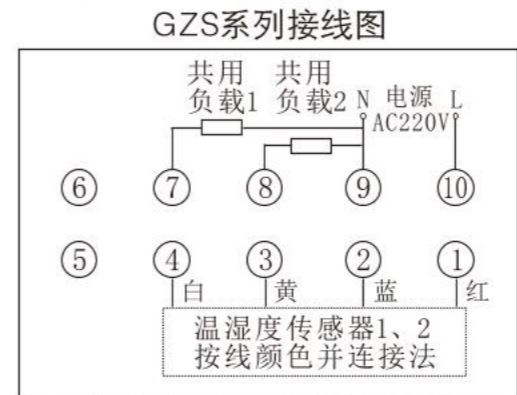 GZS系列接线图
共用 共用
负载1 负载2 N 电源 L
AC220V
⑥ ⑦ ⑧ ⑨ ⑩
⑤ ④ ③ ② ①
白 黄 蓝 红
温湿度传感器1、2
按线颜色并连接法